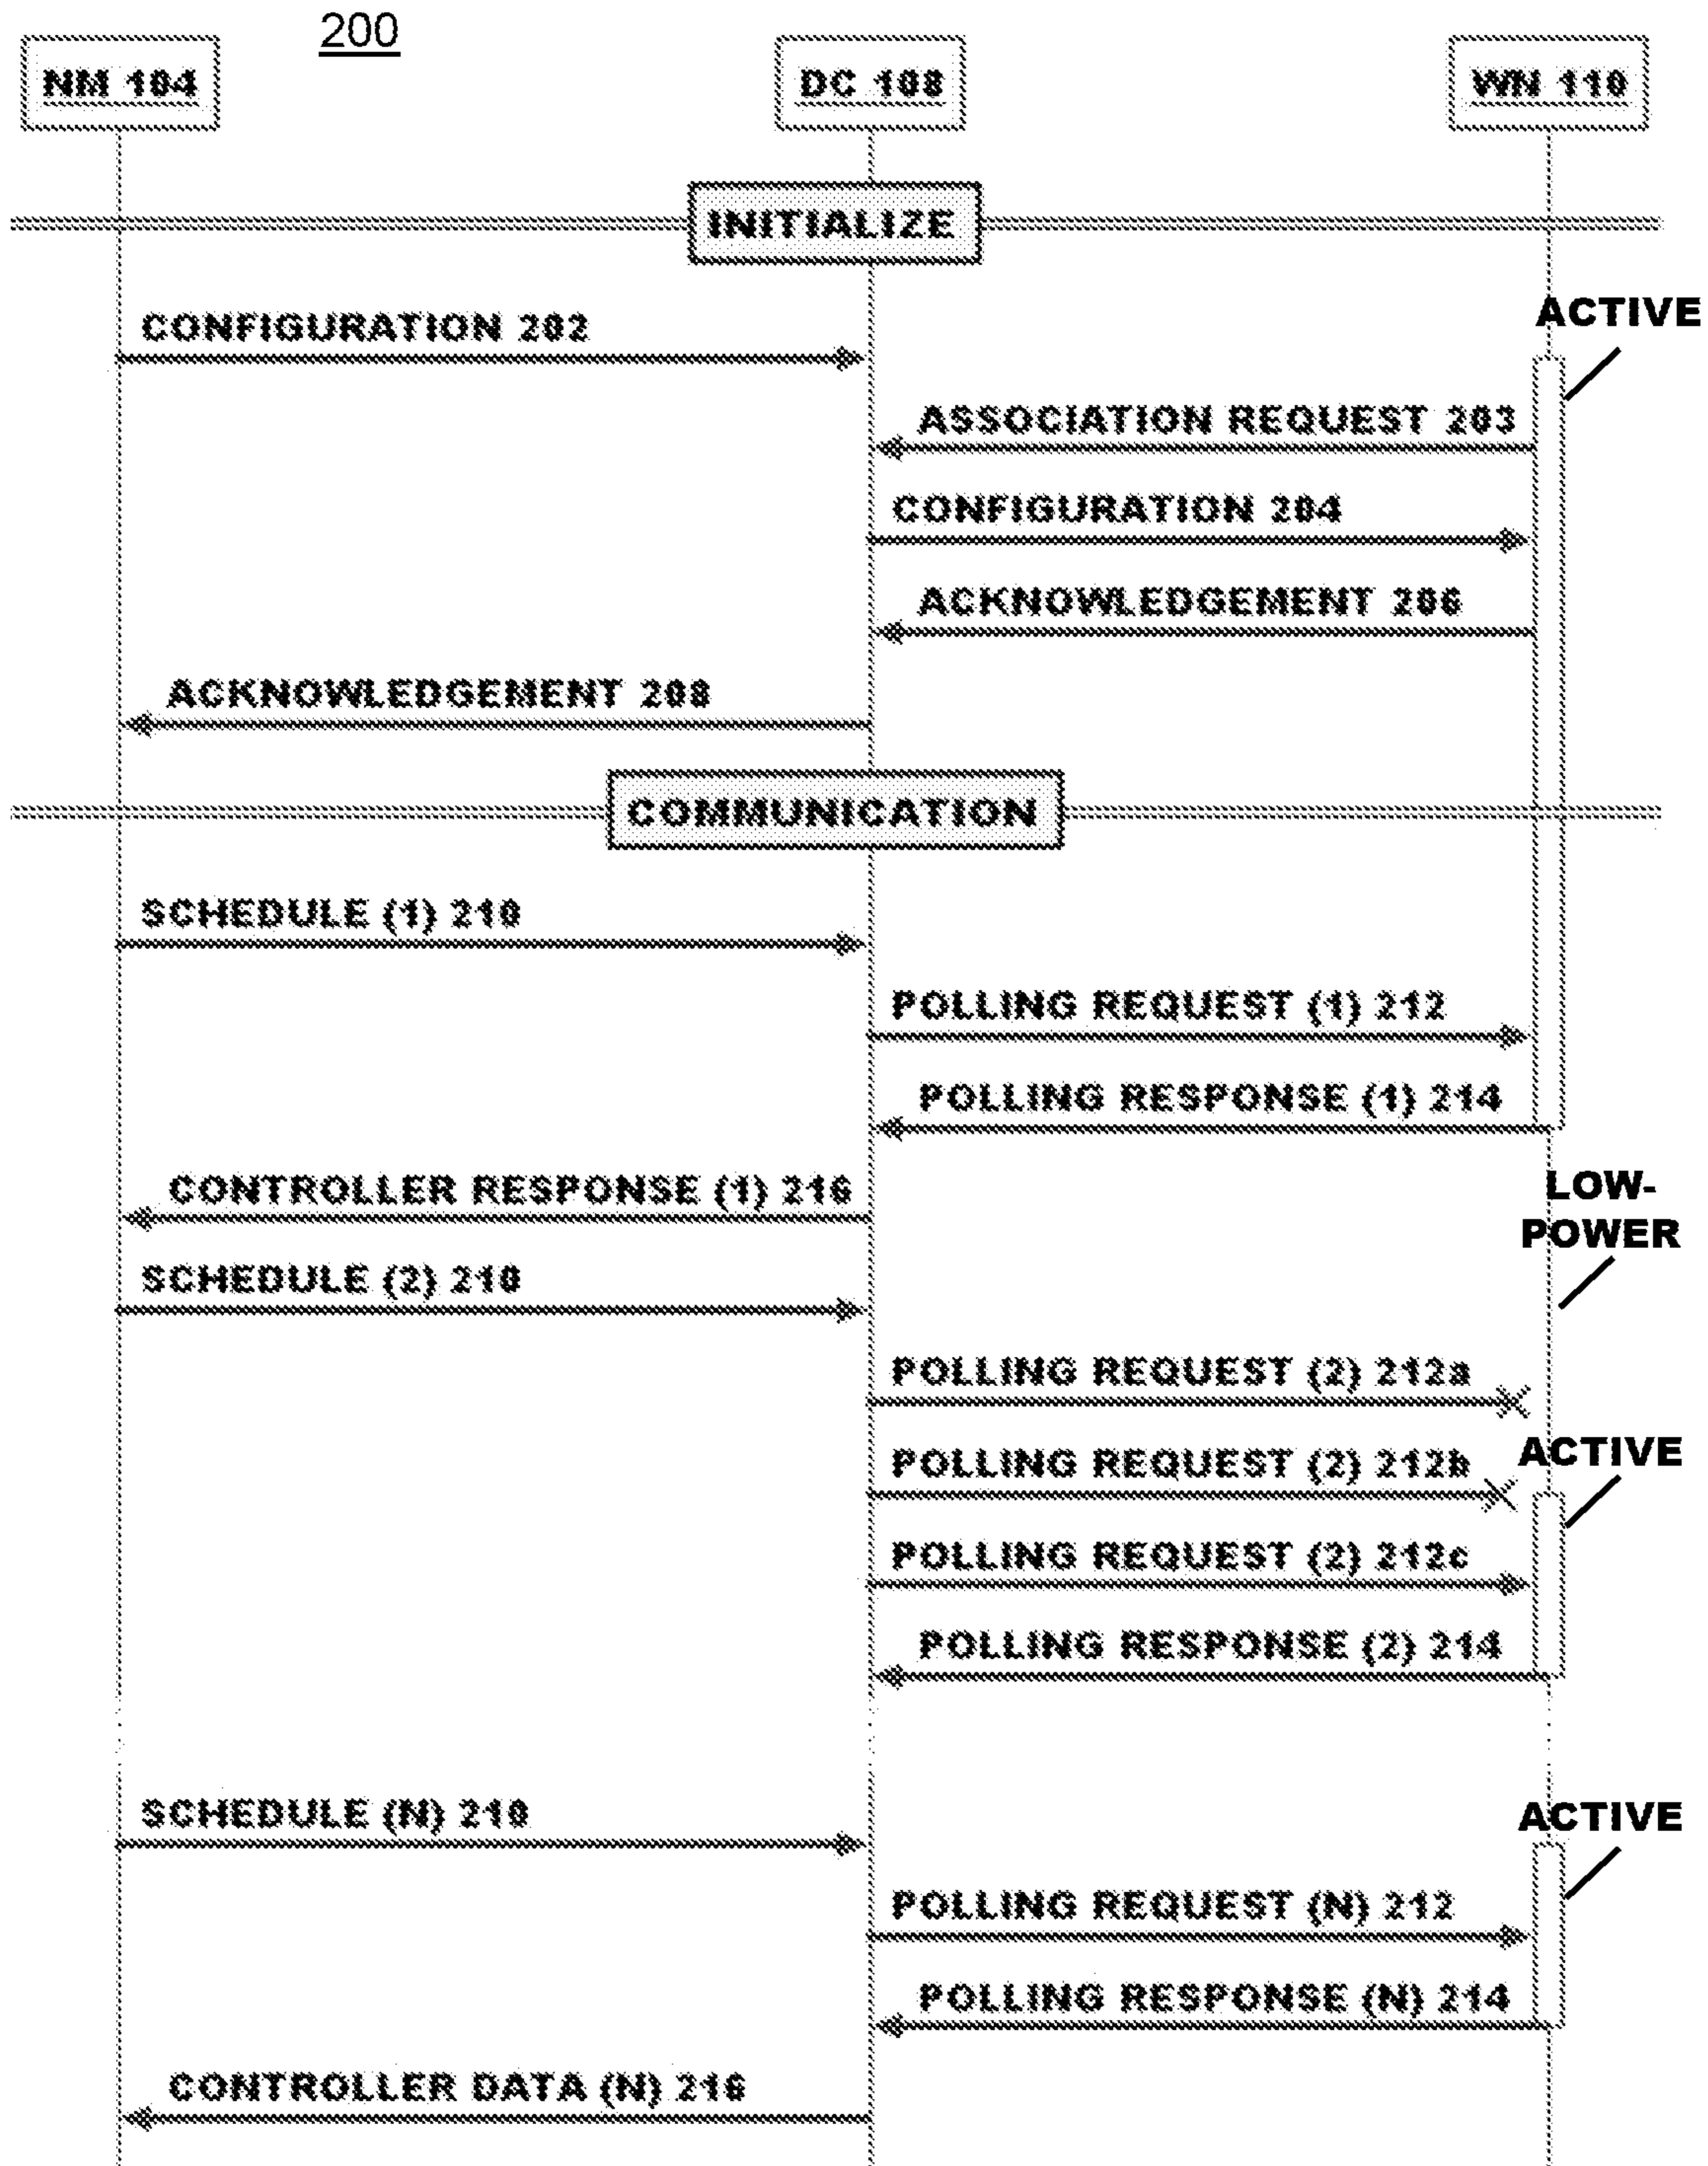 200
NM 104
DC 108
WN 110
INITIALIZE
ACTIVE
CONFIGURATION 202
ASSOCIATION REQUEST 203
CONFIGURATION 204
ACKNOWLEDGEMENT 206
ACKNOWLEDGEMENT 208
COMMUNICATION
SCHEDULE (1) 210
POLLING REQUEST (1) 212
POLLING RESPONSE (1) 214
CONTROLLER RESPONSE (1) 216
LOW-
POWER
SCHEDULE (2) 210
POLLING REQUEST (2) 212a
POLLING REQUEST (2) 212b
ACTIVE
POLLING REQUEST (2) 212c
POLLING RESPONSE (2) 214
SCHEDULE (N) 210
ACTIVE
POLLING REQUEST (N) 212
POLLING RESPONSE (N) 214
CONTROLLER DATA (N) 216